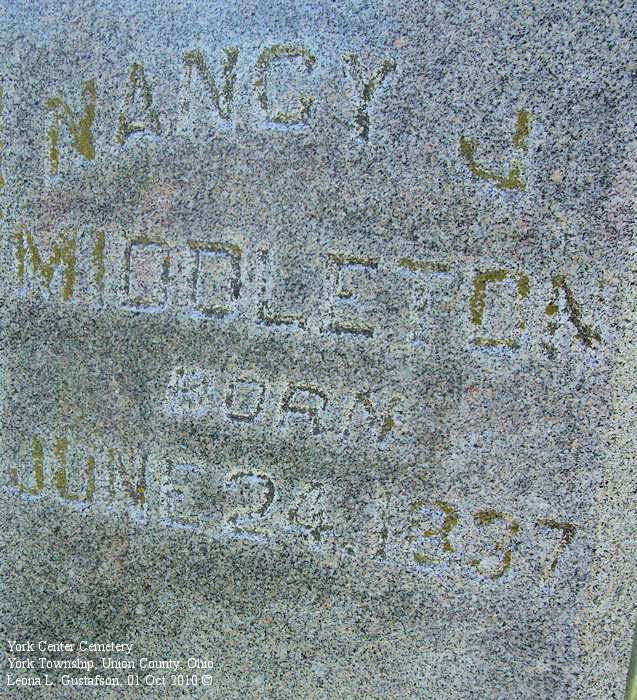 NANCY J
MIDDLETON
BORN
JUNE 24, 1837
York Center Cemetery
York Township, Union County, Ohio
Leona L. Gustafson, 01 Oct 2010 ©